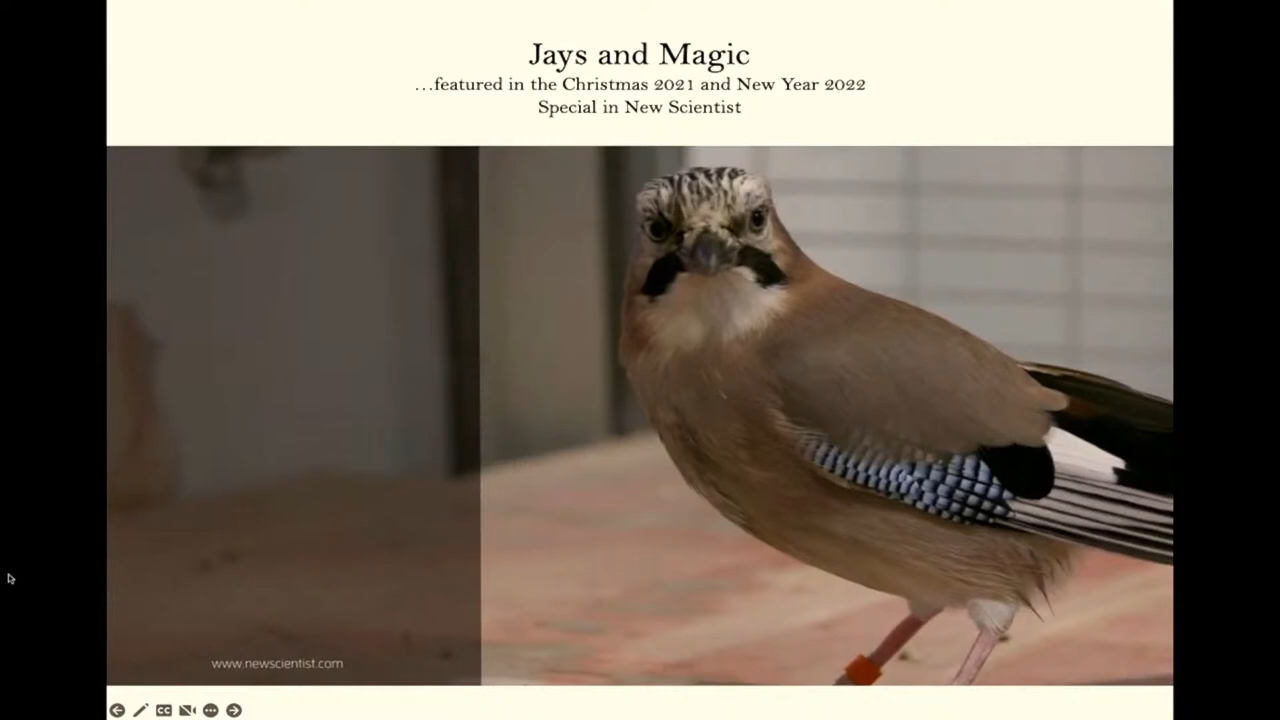 Jays and Magic
...featured in the Christmas 2021 and New Year 2022
Special in New Scientist
www.newscientist.com
CC